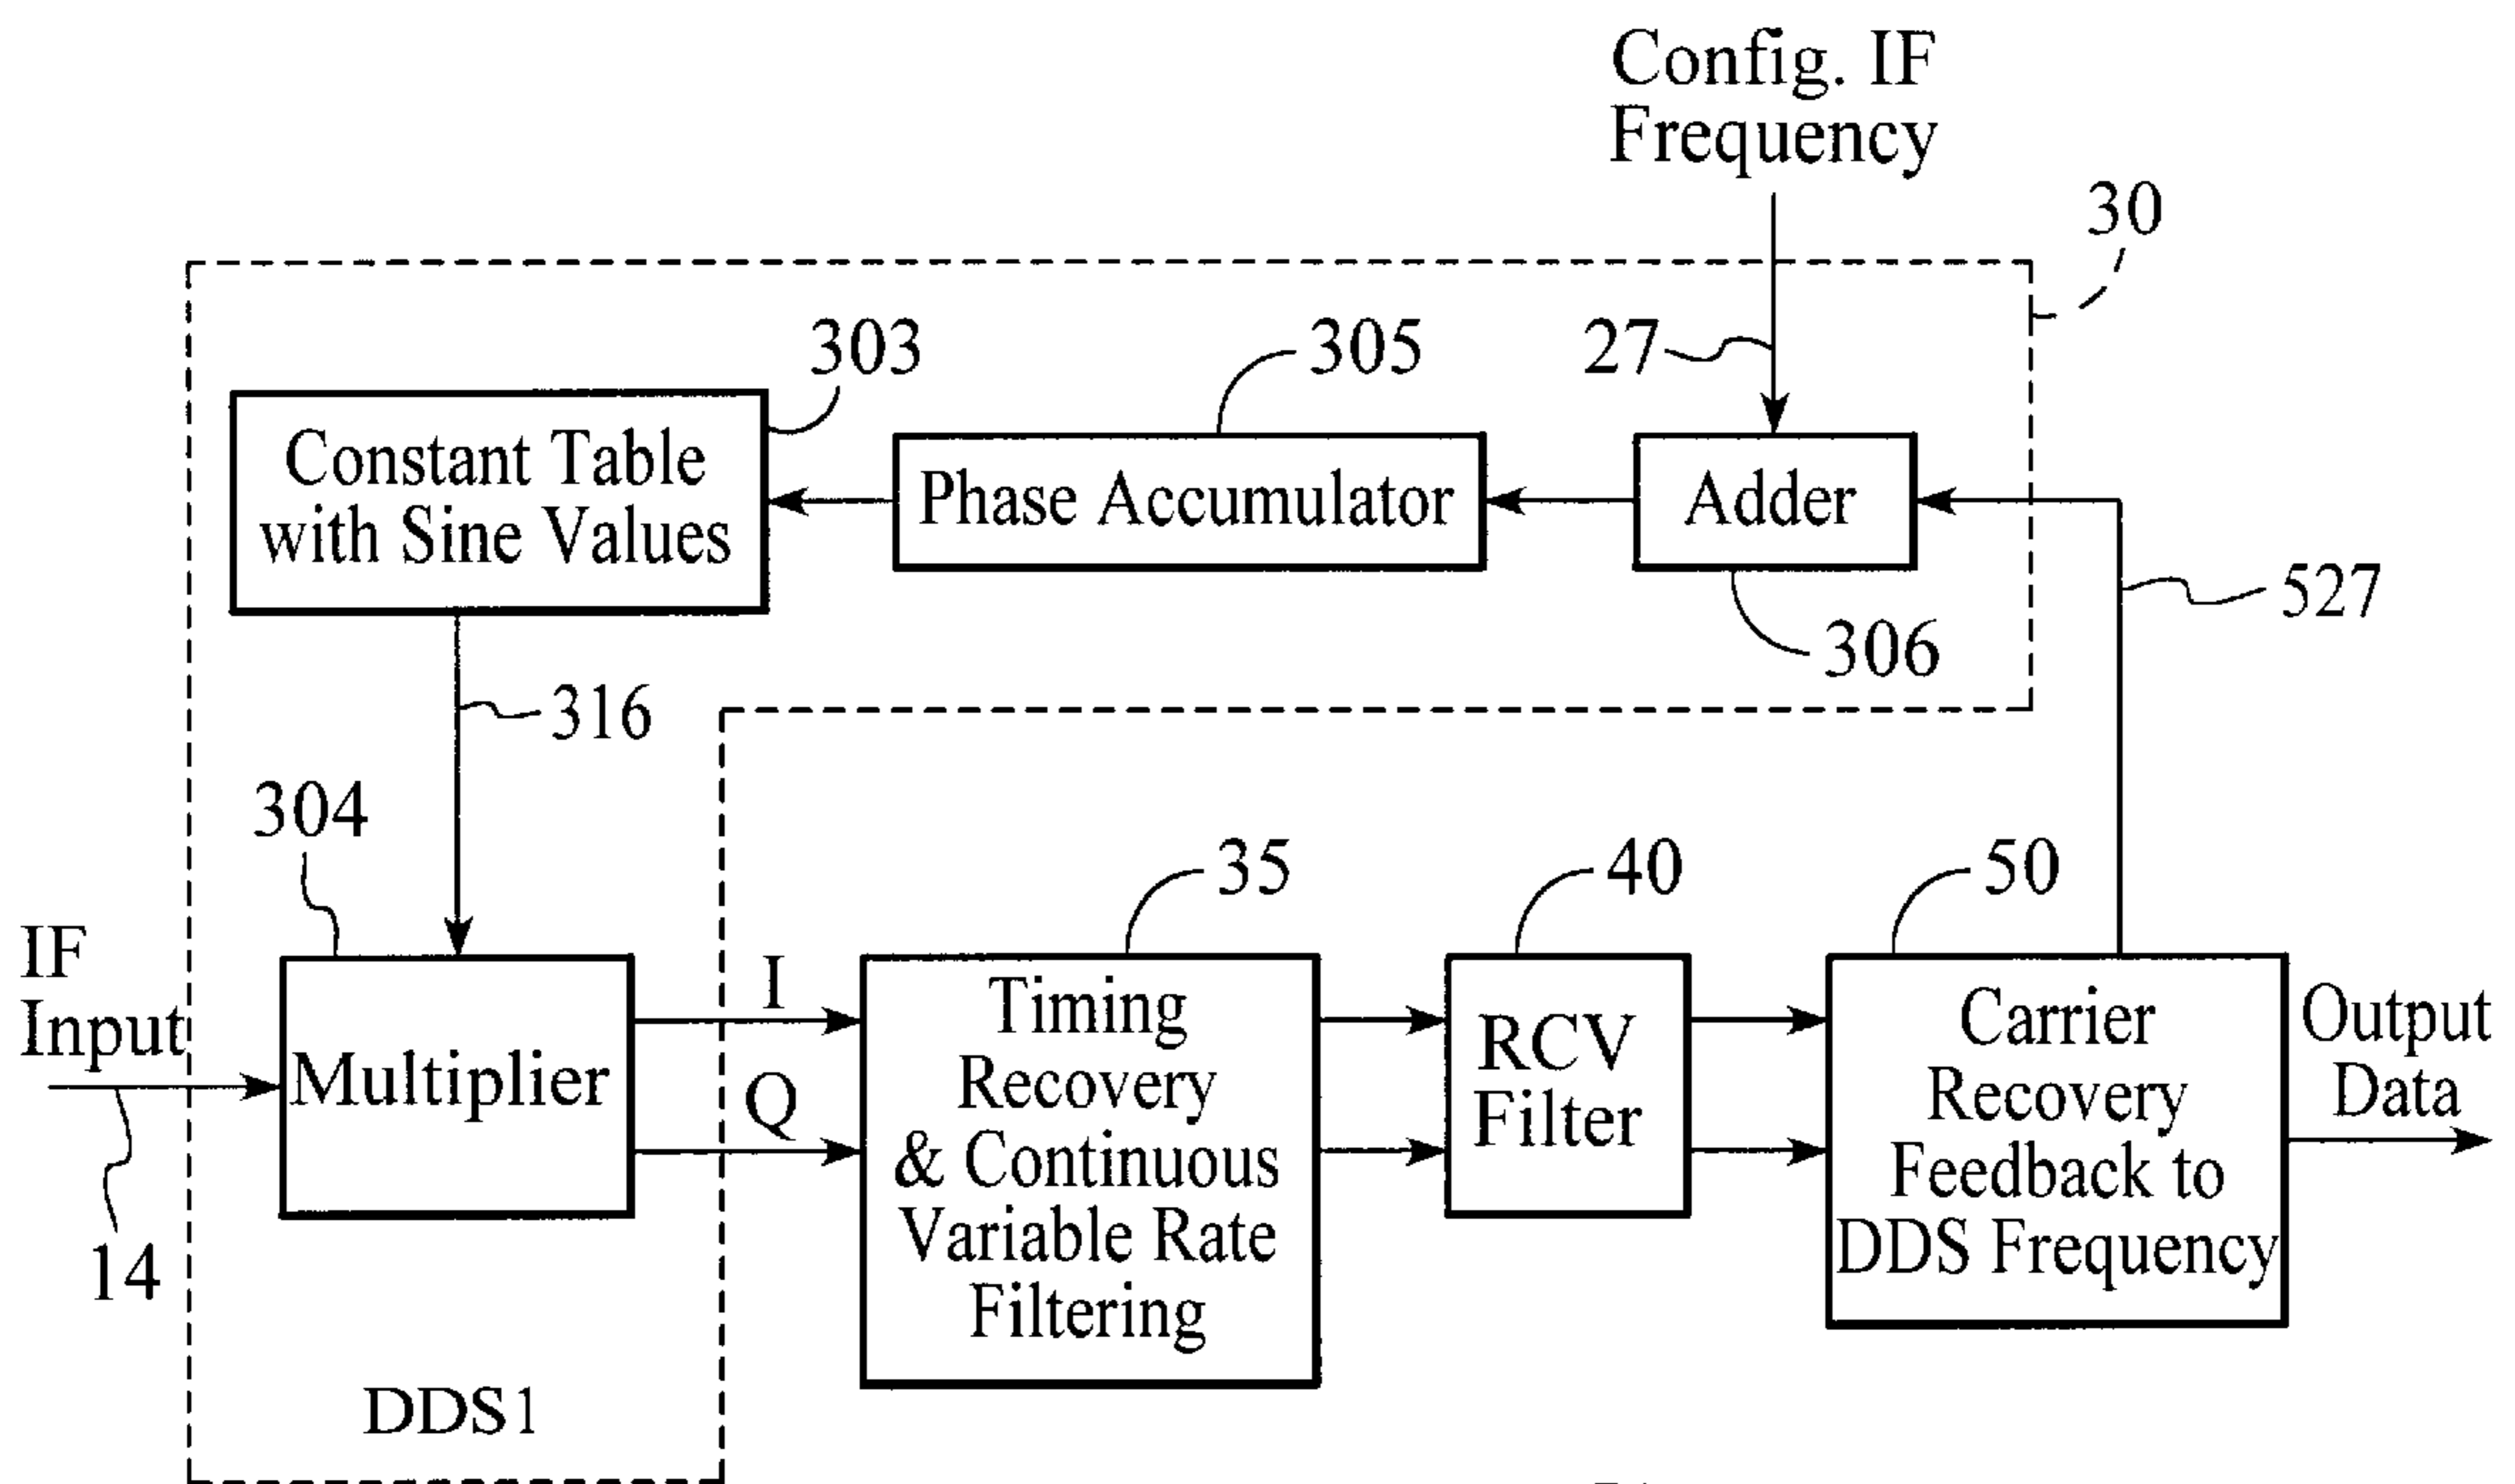 Config. IF
Frequency
30
303
305
27
Constant Table
with Sine Values
Phase Accumulator
Adder
527
306
316
304
35
40
50
IF
Input
I
Q
Multiplier
Timing
Recovery
& Continuous
Variable Rate
Filtering
RCV
Filter
Carrier
Recovery
Feedback to
DDS Frequency
Output
Data
14
DDS1